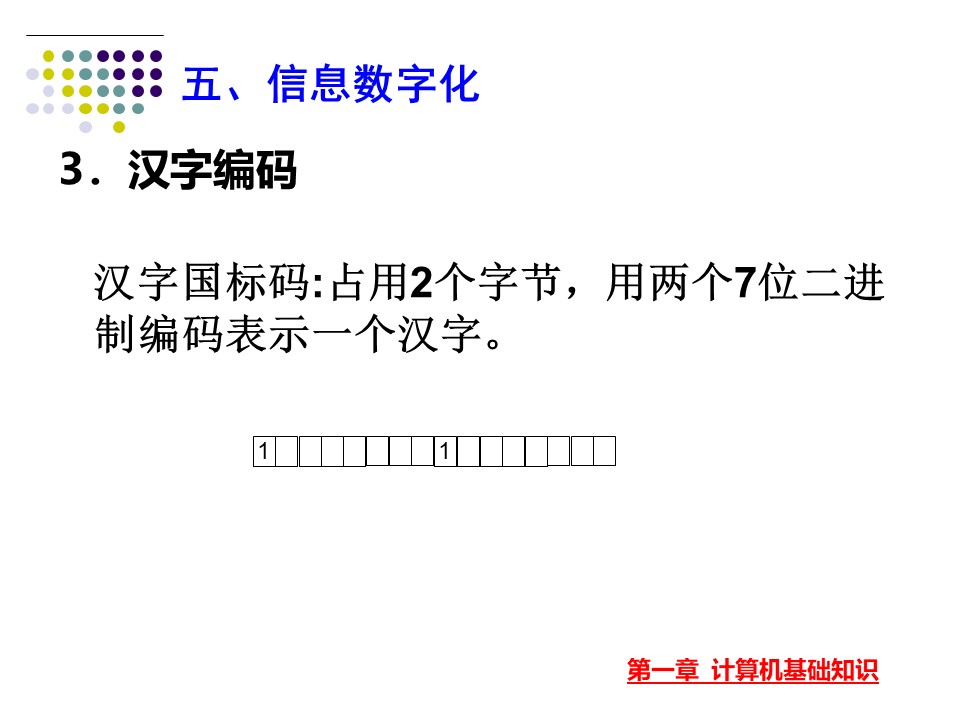 五、信息数字化
3．汉字编码
汉字国标码:占用2个字节，用两个7位二进
制编码表示一个汉字。
1 1
第一章 计算机基础知识